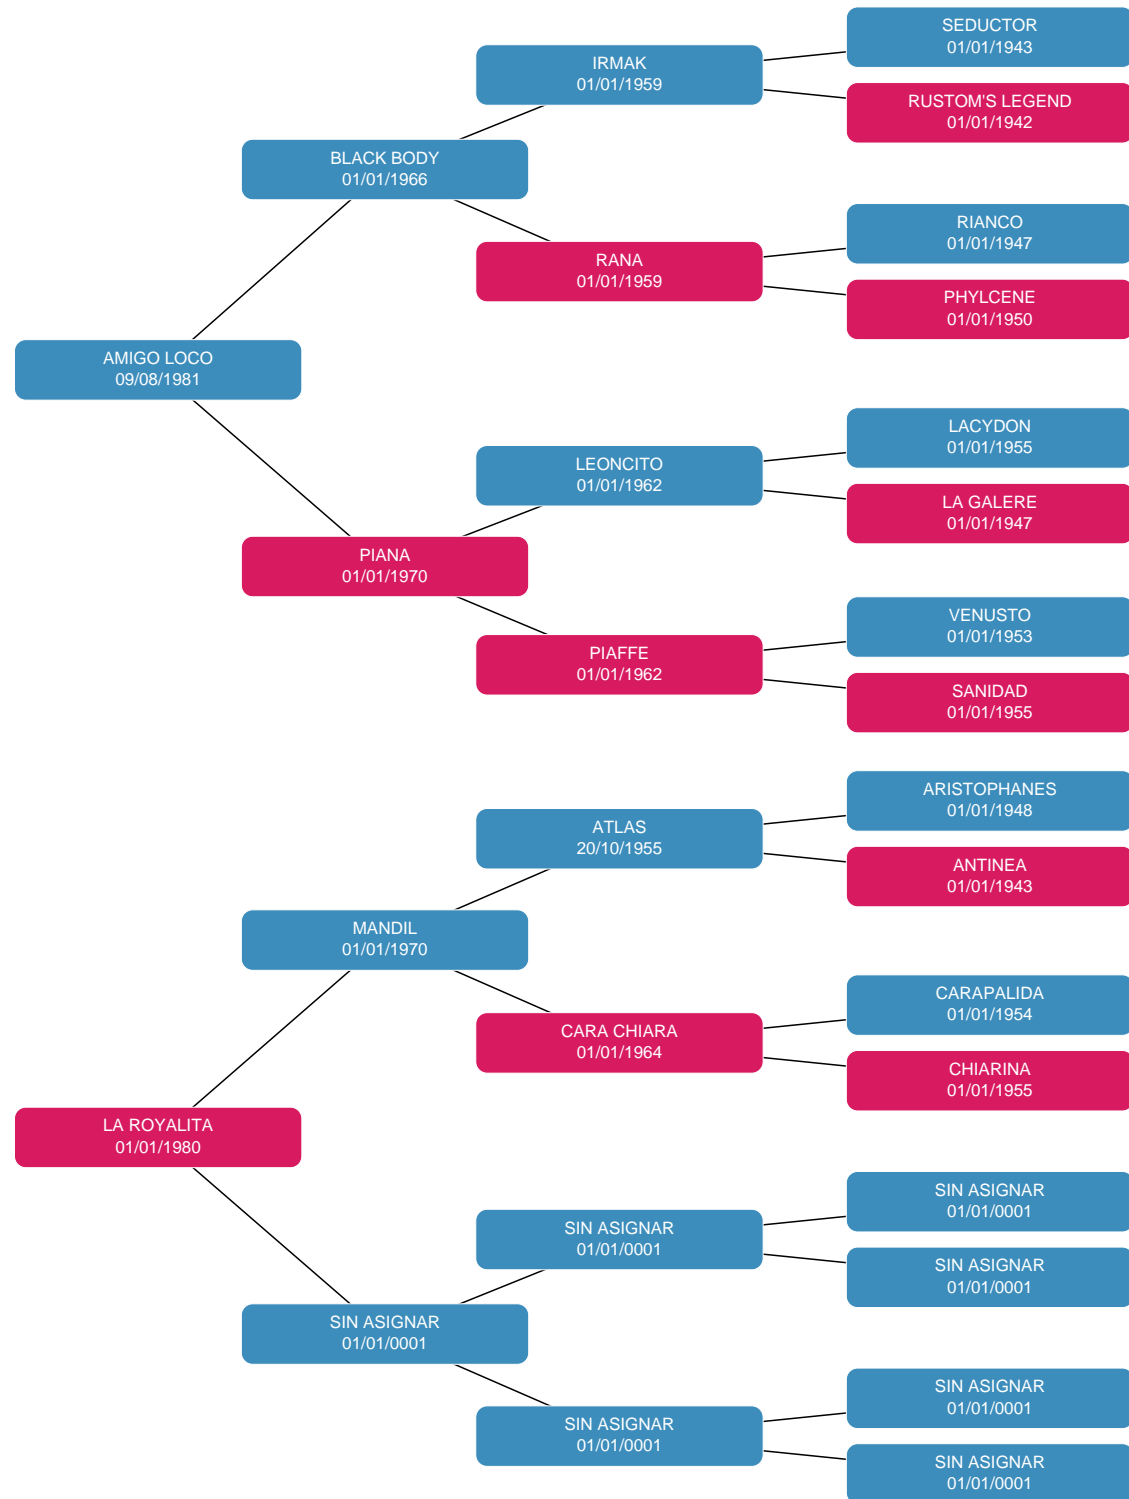 SEDUCTOR
01/01/1943
IRMAK
01/01/1959
RUSTOM'S LEGEND
01/01/1942
BLACK BODY
01/01/1966
RIANCO
01/01/1947
RANA
01/01/1959
PHYLCENE
01/01/1950
AMIGO LOCO
09/08/1981
LACYDON
01/01/1955
LEONCITO
01/01/1962
LA GALERE
01/01/1947
PIANA
01/01/1970
VENUSTO
01/01/1953
PIAFFE
01/01/1962
SANIDAD
01/01/1955
ARISTOPHANES
01/01/1948
ATLAS
20/10/1955
ANTINEA
01/01/1943
MANDIL
01/01/1970
CARAPALIDA
01/01/1954
CARA CHIARA
01/01/1964
CHIARINA
01/01/1955
LA ROYALITA
01/01/1980
SIN ASIGNAR
01/01/0001
SIN ASIGNAR
01/01/0001
SIN ASIGNAR
01/01/0001
SIN ASIGNAR
01/01/0001
SIN ASIGNAR
01/01/0001
SIN ASIGNAR
01/01/0001
SIN ASIGNAR
01/01/0001